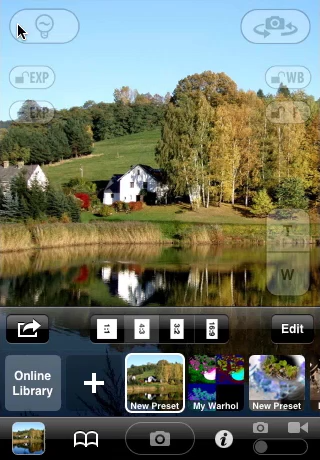 EXP
WB
T
W
1:1
4:3
3:2
16:9
Edit
Online
Library
New Preset
My Warhol
New Preset